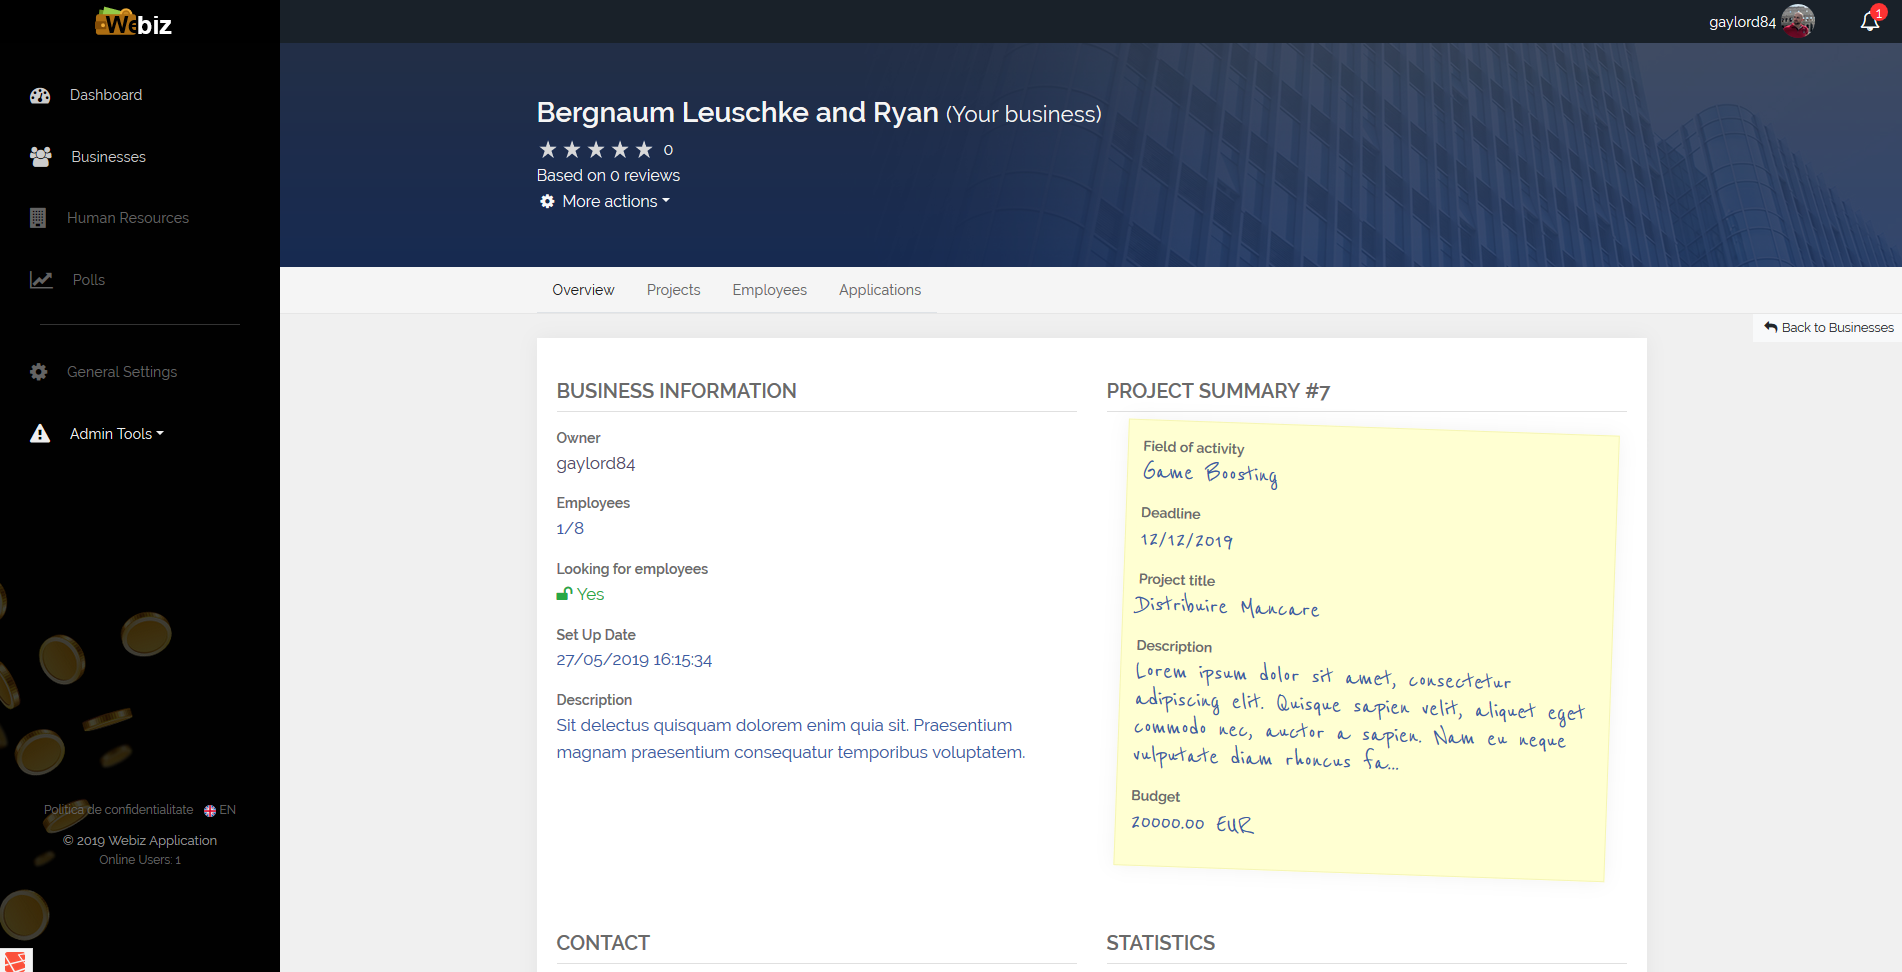 Webiz
gaylord84
1
Dashboard
Businesses
Human Resources
Polls
General Settings
Admin Tools
Politica de confidentialitate EN
© 2019 Webiz Application
Online Users: 1
Bergnaum Leuschke and Ryan (Your business)
0
Based on 0 reviews
More actions
Overview Projects Employees Applications
Back to Businesses
BUSINESS INFORMATION
Owner
gaylord84
Employees
1/8
Looking for employees
Yes
Set Up Date
27/05/2019 16:15:34
Description
Sit delectus quisquam dolorem enim quia sit. Praesentium
magnam praesentium consequatur temporibus voluptatem.
PROJECT SUMMARY #7
Field of activity
Game Boosting
Deadline
12/12/2019
Project title
Distribuire Mancare
Description
Lorem ipsum dolor sit amet, consectetur
adipiscing elit. Quisque sapien velit, aliquet eget
commodo nec, auctor a sapien. Nam eu neque
vulputate diam rhoncus fa...
Budget
20000.00 EUR
CONTACT
STATISTICS